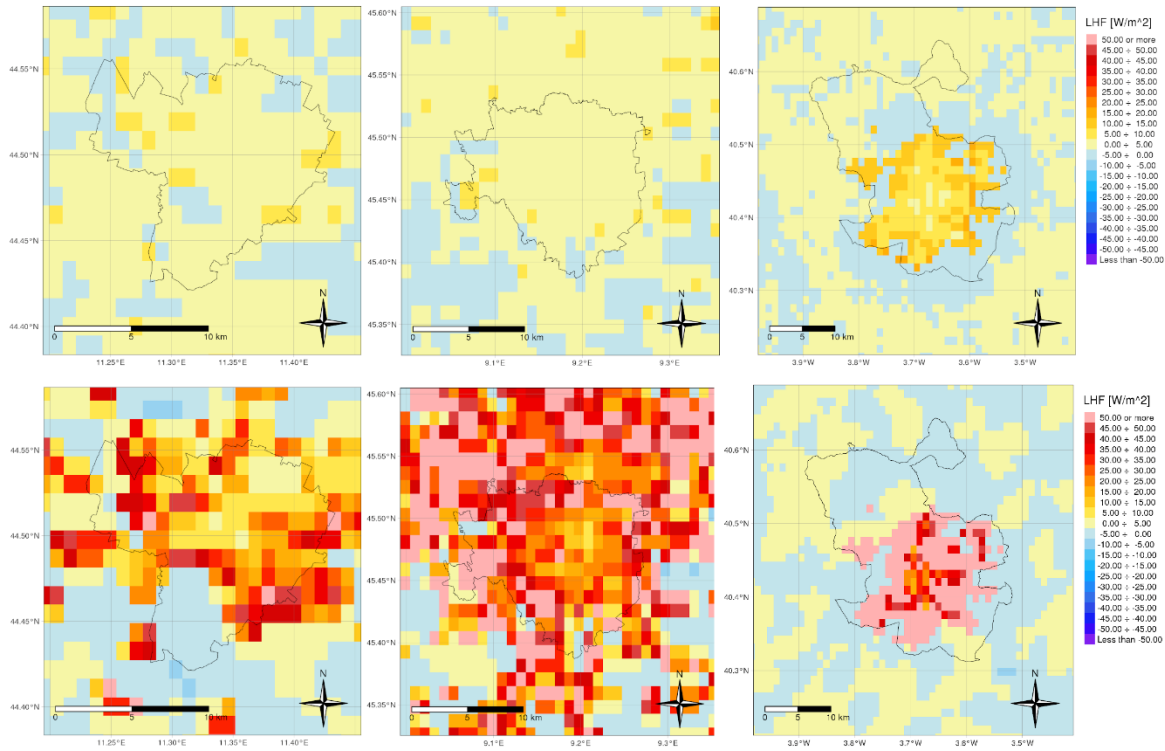 45.60°N
LHF [W/m^2]
50.00 or more
45.00 ÷ 50.00
40.00 ÷ 45.00
35.00 ÷ 40.00
30.00 ÷ 35.00
25.00 ÷ 30.00
20.00 ÷ 25.00
15.00 ÷ 20.00
10.00 ÷ 15.00
5.00 ÷ 10.00
0.00 ÷ 5.00
-5.00 ÷ 0.00
-10.00 ÷ -5.00
-15.00 ÷ -10.00
-20.00 ÷ -15.00
-25.00 ÷ -20.00
-30.00 ÷ -25.00
-35.00 ÷ -30.00
-40.00 ÷ -35.00
-45.00 ÷ -40.00
-50.00 ÷ -45.00
Less than -50.00
44.55°N
45.55°N
40.6°N
44.50°N
45.50°N
40.5°N
44.45°N
45.45°N
40.4°N
45.40°N
44.40°N
45.35°N
40.3°N
N
N
N
0 5 10 km
0 5 10 km
0 5 10 km
11.25°E 11.30°E 11.35°E 11.40°E
9.1°E 9.2°E 9.3°E
3.9°W 3.8°W 3.7°W 3.6°W 3.5°W
45.60°N
LHF [W/m^2]
50.00 or more
45.00 ÷ 50.00
40.00 ÷ 45.00
35.00 ÷ 40.00
30.00 ÷ 35.00
25.00 ÷ 30.00
20.00 ÷ 25.00
15.00 ÷ 20.00
10.00 ÷ 15.00
5.00 ÷ 10.00
0.00 ÷ 5.00
-5.00 ÷ 0.00
-10.00 ÷ -5.00
-15.00 ÷ -10.00
-20.00 ÷ -15.00
-25.00 ÷ -20.00
-30.00 ÷ -25.00
-35.00 ÷ -30.00
-40.00 ÷ -35.00
-45.00 ÷ -40.00
-50.00 ÷ -45.00
Less than -50.00
44.55°N
45.55°N
40.6°N
44.50°N
45.50°N
40.5°N
44.45°N
45.45°N
40.4°N
45.40°N
44.40°N
45.35°N
40.3°N
N
N
N
0 5 10 km
0 5 10 km
0 5 10 km
11.25°E 11.30°E 11.35°E 11.40°E
9.1°E 9.2°E 9.3°E
3.9°W 3.8°W 3.7°W 3.6°W 3.5°W